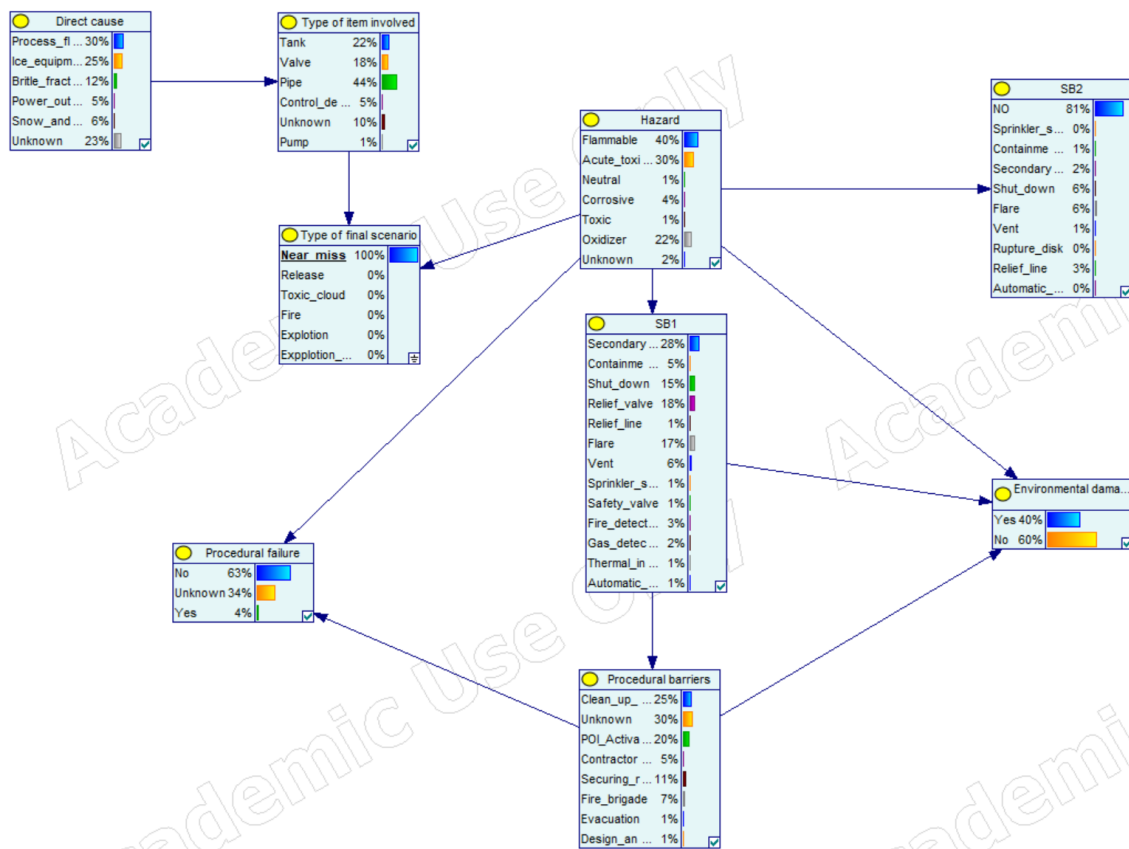 Direct cause
Process_fl ... 30%
Ice_equipm... 25%
Britle_fract ... 12%
Power_out ... 5%
Snow_and ... 6%
Unknown 23%
Type of item involved
Tank 22%
Valve 18%
Pipe 44%
Control_de ... 5%
Unknown 10%
Pump 1%
Hazard
Flammable 40%
Acute_toxi ... 30%
Neutral 1%
Corrosive 4%
Toxic 1%
Oxidizer 22%
Unknown 2%
SB2
NO 81%
Sprinkler_s ... 0%
Containme ... 1%
Secondary ... 2%
Shut_down 6%
Flare 6%
Vent 1%
Rupture_disk 0%
Relief_line 3%
Automatic_... 0%
Type of final scenario
Near_miss 100%
Release 0%
Toxic_cloud 0%
Fire 0%
Explotion 0%
Expplotion_... 0%
SB1
Secondary ... 28%
Containme ... 5%
Shut_down 15%
Relief_valve 18%
Relief_line 1%
Flare 17%
Vent 6%
Sprinkler_s ... 1%
Safety_valve 1%
Fire_detect... 3%
Gas_detec ... 2%
Thermal_in ... 1%
Automatic_... 1%
Environmental dama...
Yes 40%
No 60%
Procedural failure
No 63%
Unknown 34%
Yes 4%
Procedural barriers
Clean_up_ ... 25%
Unknown 30%
POI_Activa ... 20%
Contractor ... 5%
Securing_r ... 11%
Fire_brigade 7%
Evacuation 1%
Design_an ... 1%
Academic Use Only
Academic
Academic Use Only
Academic